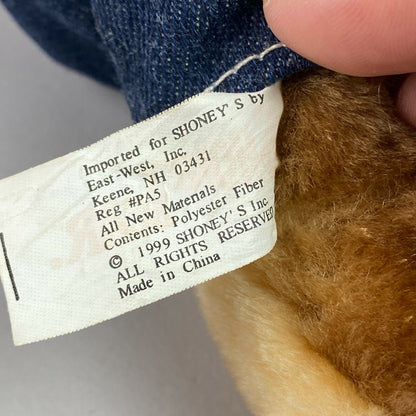 Imported for SHONEY'S by
East-West, Inc.
Keene, NH 03431
Reg #PA5
All New Materials
Contents: Polyester Fiber
© 1999 SHONEY'S Inc.
ALL RIGHTS RESERVED
Made in China